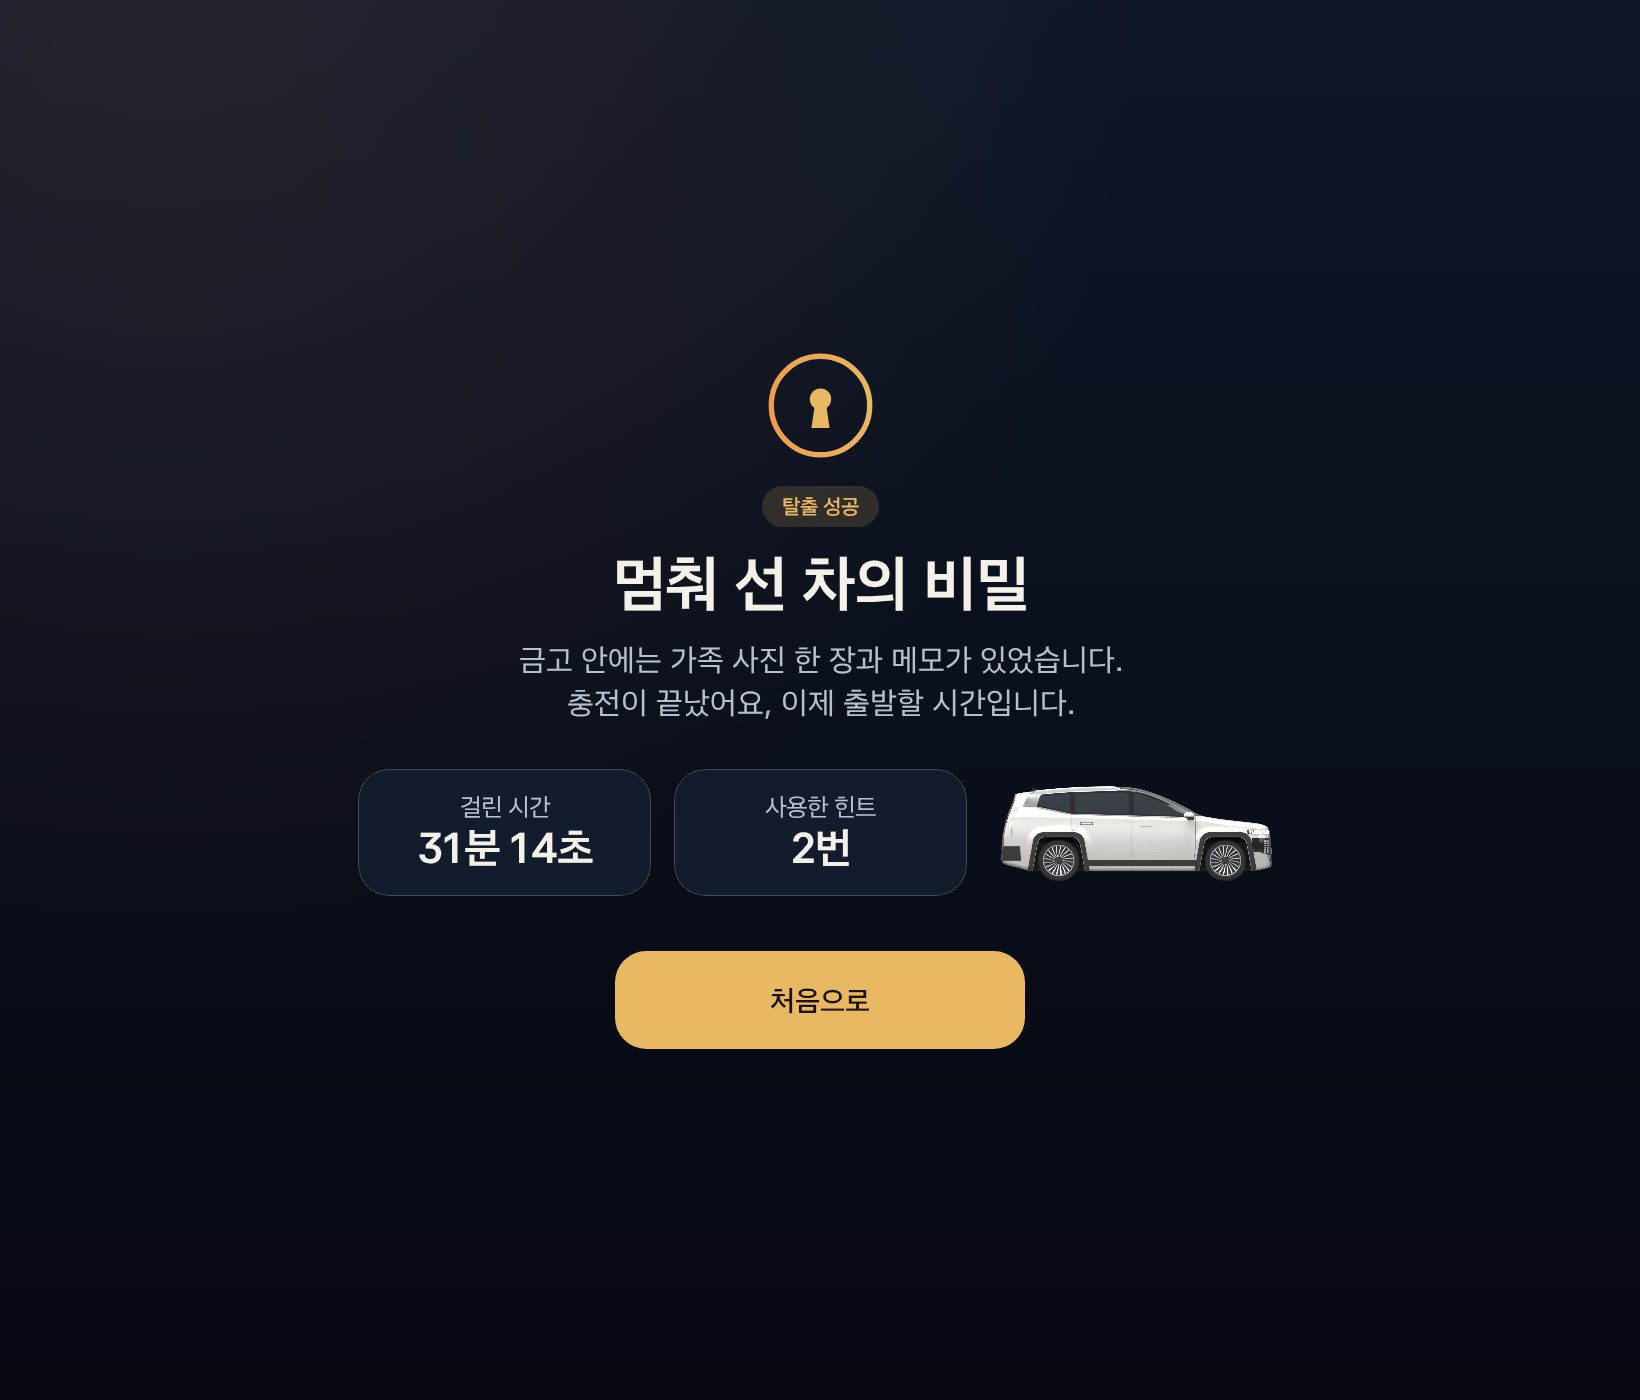 탈출 성공
멈춰 선 차의 비밀
금고 안에는 가족 사진 한 장과 메모가 있었습니다.
충전이 끝났어요, 이제 출발할 시간입니다.
걸린 시간
31분 14초
사용한 힌트
2번
처음으로